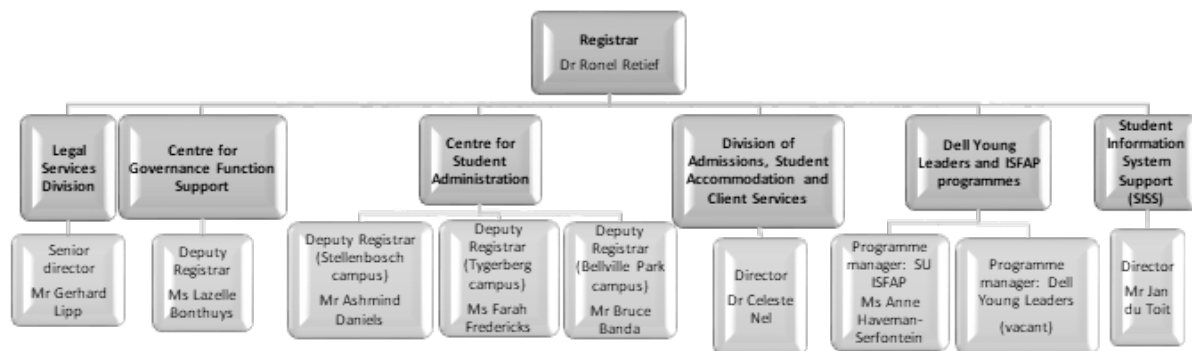 Registrar
Dr Ronel Retief
Legal
Services
Division
Centre for
Governance Function
Support
Centre for
Student
Administration
Division of
Admissions, Student
Accommodation and
Client Services
Dell Young
Leaders and ISFAP
programmes
Student
Information
System
Support
(SISS)
Senior
director
Mr Gerhard
Lipp
Deputy
Registrar
Ms Lazelle
Bonthuys
Deputy Registrar
(Stellenbosch
campus)
Mr Ashmind
Daniels
Deputy
Registrar
(Tygerberg
campus)
Ms Farah
Fredericks
Deputy
Registrar
(Bellville Park
campus)
Mr Bruce
Banda
Director
Dr Celeste
Nel
Programme
manager: SU
ISFAP
Ms Anne
Haveman-
Serfontein
Programme
manager: Dell
Young Leaders
(vacant)
Director
Mr Jan
du Toit